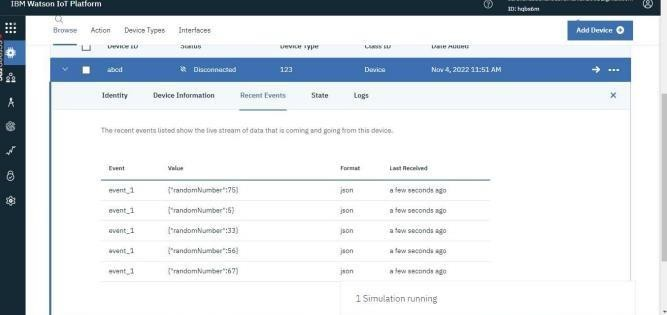 IBM Watson IoT Platform
ID: hqbs6m
Browse Action Device Types Interfaces
Add Device
Device ID Status Device Type Class ID Date Added
abcd Disconnected 123 Device Nov 4, 2022 11:51 AM
Identity Device Information Recent Events State Logs
The recent events listed show the live stream of data that is coming and going from this device.
Event Value Format Last Received
event_1 {"randomNumber":75} json a few seconds ago
event_1 {"randomNumber":5} json a few seconds ago
event_1 {"randomNumber":33} json a few seconds ago
event_1 {"randomNumber":56} json a few seconds ago
event_1 {"randomNumber":67} json a few seconds ago
1 Simulation running